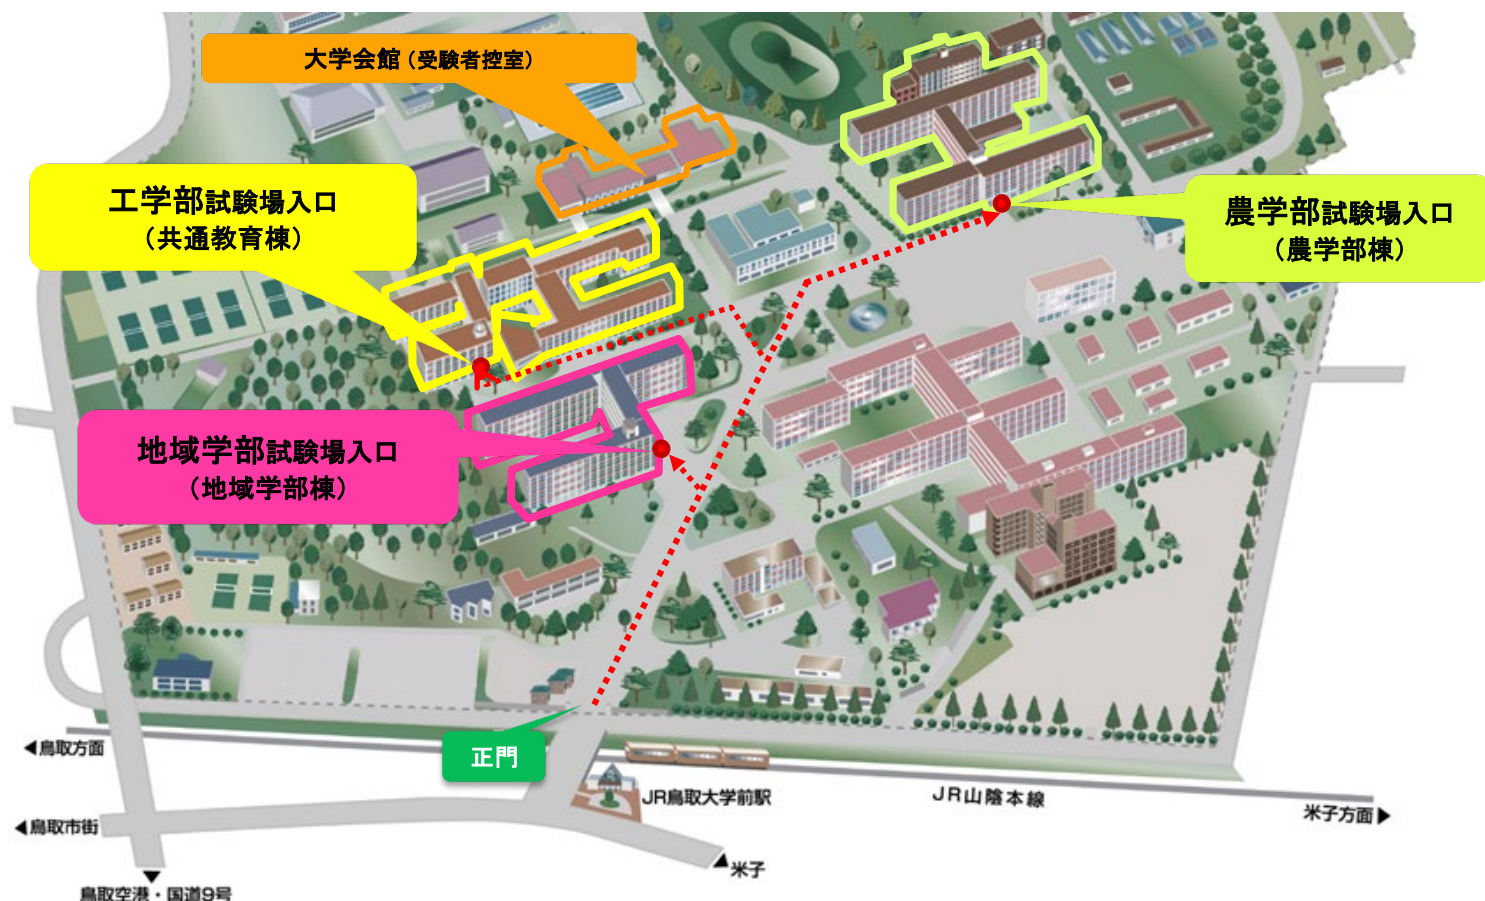 大学会館（受験者控室）
工学部試験場入口
（共通教育棟）
農学部試験場入口
（農学部棟）
地域学部試験場入口
（地域学部棟）
正門
◀鳥取方面
JR鳥取大学前駅
JR山陰本線
米子方面▶
◀鳥取市街
米子
鳥取空港・国道9号